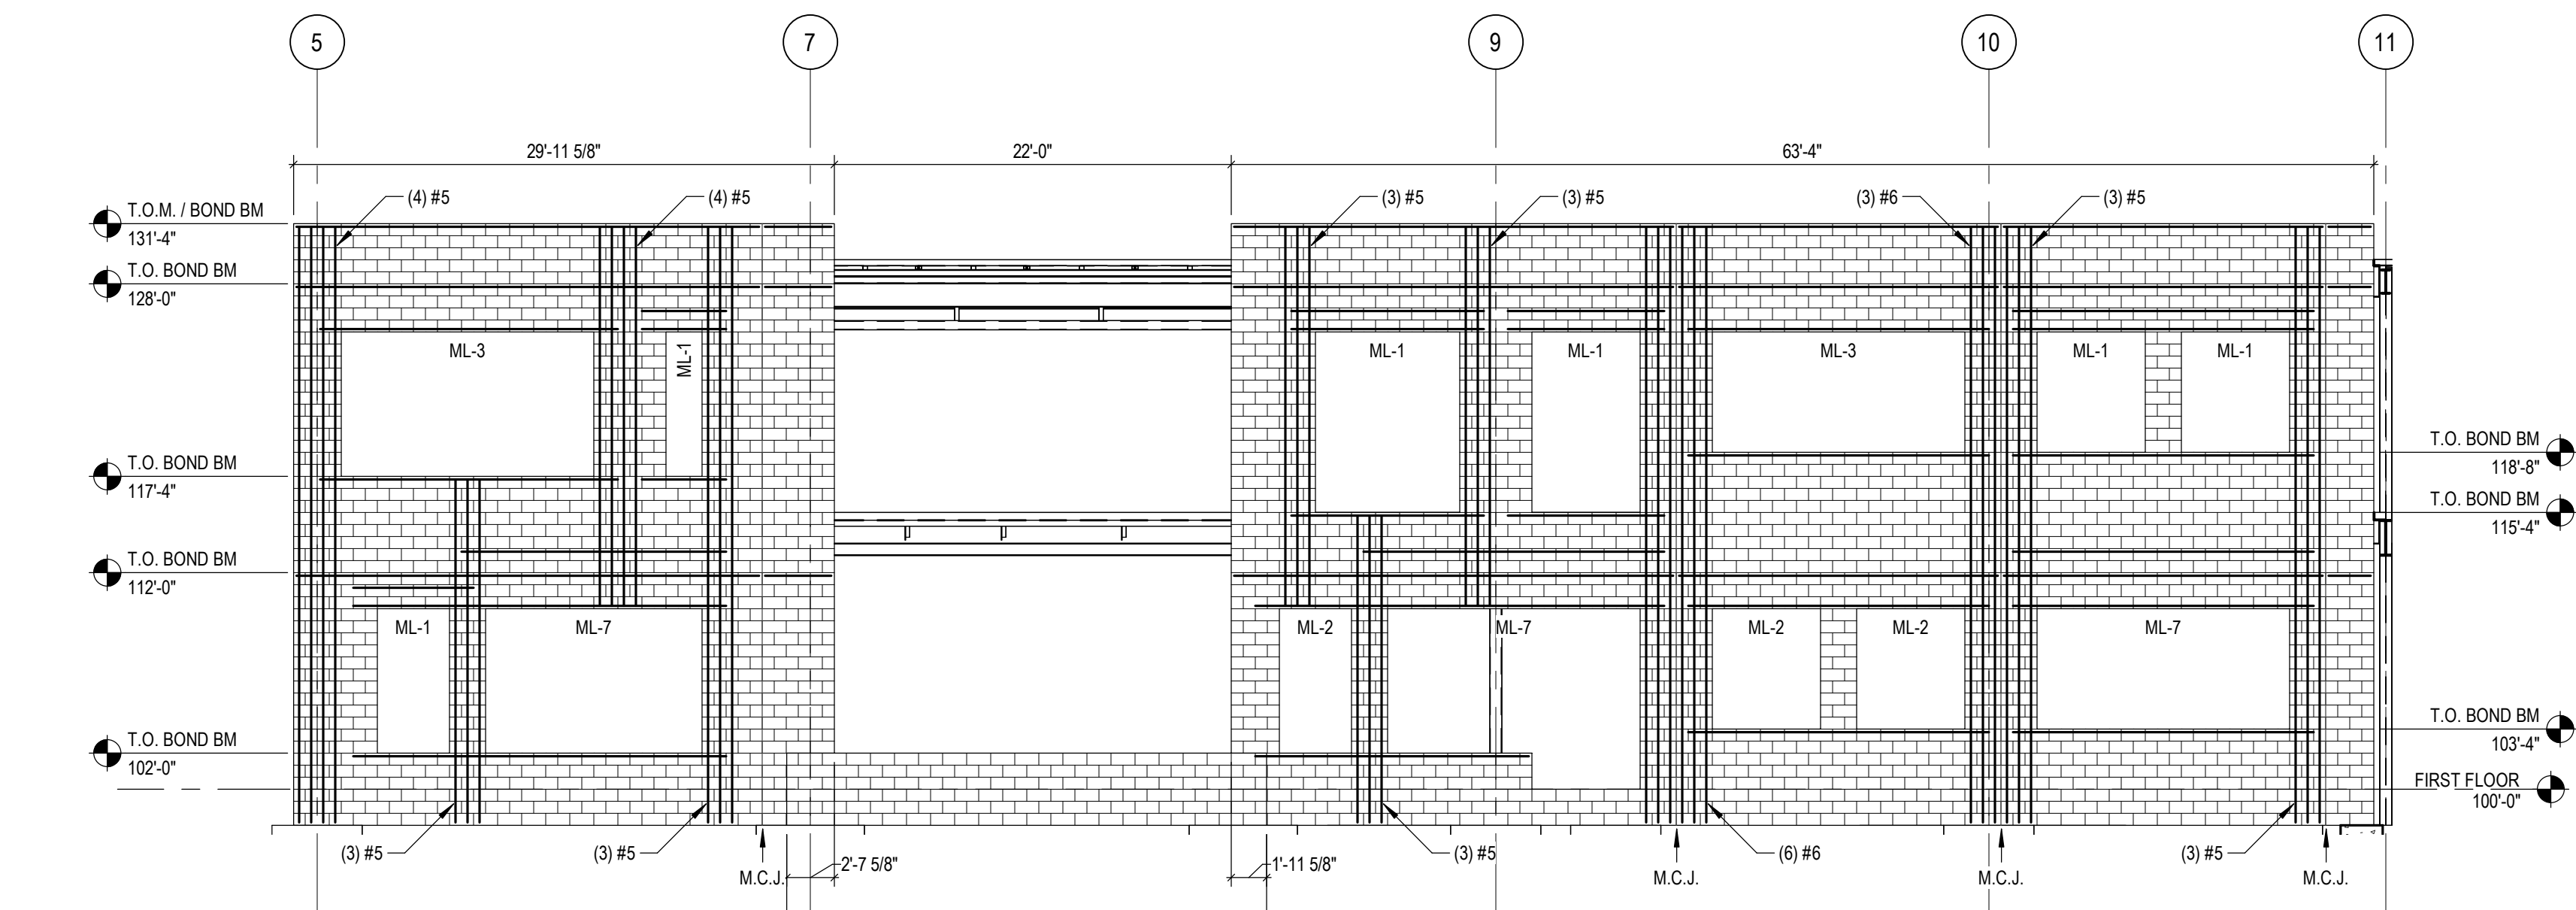 5
7
9
10
11
29'-11 5/8"
22'-0"
63'-4"
(4) #5
(4) #5
(3) #5
(3) #5
(3) #6
(3) #5
T.O.M. / BOND BM
131'-4"
T.O. BOND BM
128'-0"
ML-3
ML-1
ML-1
ML-1
ML-3
ML-1
ML-1
T.O. BOND BM
117'-4"
T.O. BOND BM
118'-8"
T.O. BOND BM
115'-4"
T.O. BOND BM
112'-0"
ML-1
ML-7
ML-2
ML-7
ML-2
ML-2
ML-7
T.O. BOND BM
102'-0"
T.O. BOND BM
103'-4"
FIRST FLOOR
100'-0"
(3) #5
(3) #5
(3) #5
(6) #6
(3) #5
2'-7 5/8"
1'-11 5/8"
M.C.J.
M.C.J.
M.C.J.
M.C.J.